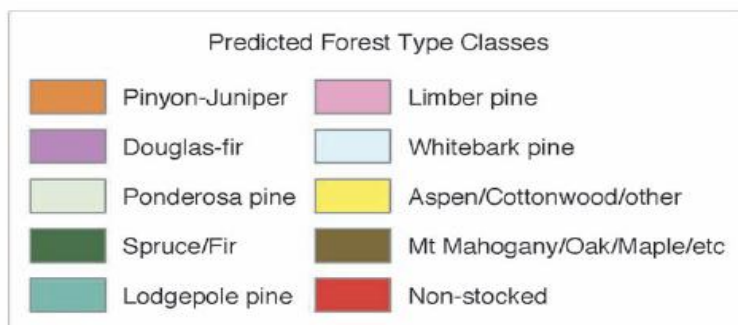 Predicted Forest Type Classes
Pinyon-Juniper
Douglas-fir
Ponderosa pine
Spruce/Fir
Lodgepole pine
Limber pine
Whitebark pine
Aspen/Cottonwood/other
Mt Mahogany/Oak/Maple/etc
Non-stocked